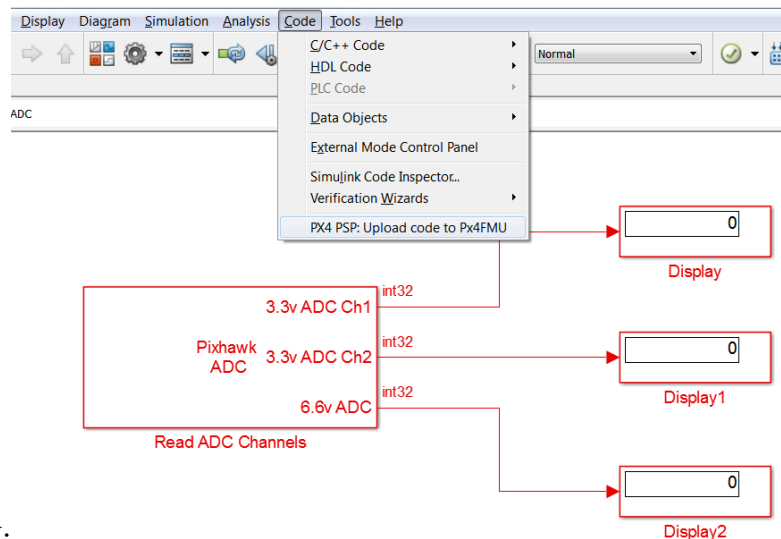 Display Diagram Simulation Analysis Code Tools Help
C/C++ Code
Normal
HDL Code
PLC Code
ADC
Data Objects
External Mode Control Panel
Simulink Code Inspector...
Verification Wizards
PX4 PSP: Upload code to Px4FMU
0
Display
int32
3.3v ADC Ch1
Pixhawk
ADC
int32
3.3v ADC Ch2
0
Display1
int32
6.6v ADC
Read ADC Channels
0
Display2